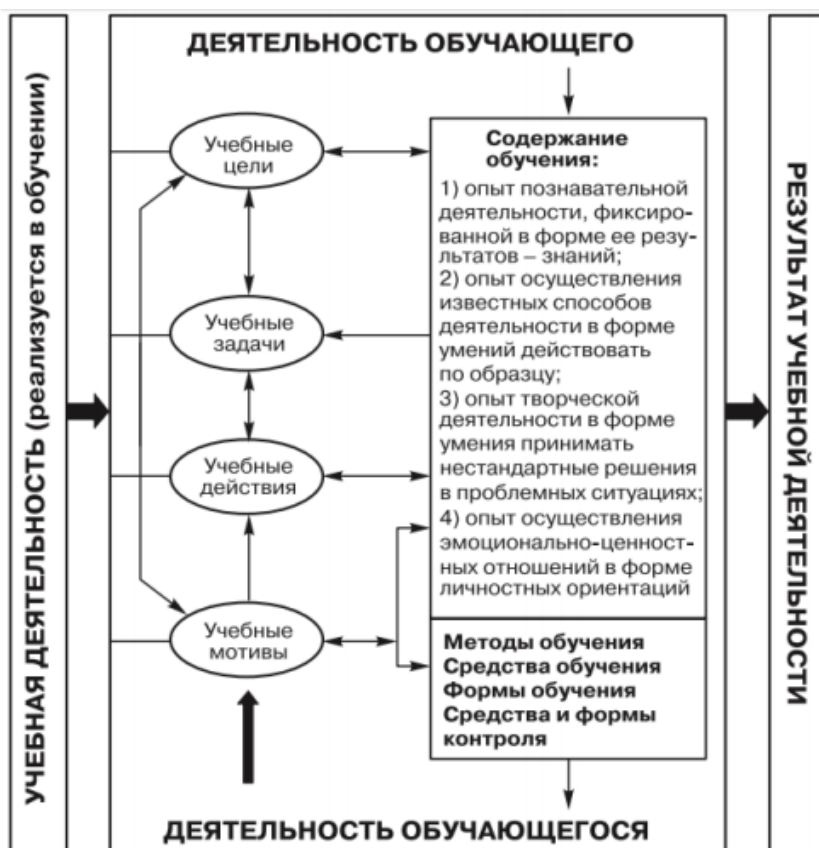 УЧЕБНАЯ ДЕЯТЕЛЬНОСТЬ (реализуется в обучении)
ДЕЯТЕЛЬНОСТЬ ОБУЧАЮЩЕГО
Учебные
цели
Учебные
задачи
Учебные
действия
Учебные
мотивы
Содержание
обучения:
1) опыт познавательной
деятельности, фиксиро-
ванной в форме ее резу-
льтатов – знаний;
2) опыт осуществления
известных способов
деятельности в форме
умений действовать
по образцу;
3) опыт творческой
деятельности в форме
умения принимать
нестандартные решения
в проблемных ситуациях;
4) опыт осуществления
эмоционально-ценност-
ных отношений в форме
личностных ориентаций
Методы обучения
Средства обучения
Формы обучения
Средства и формы
контроля
ДЕЯТЕЛЬНОСТЬ ОБУЧАЮЩЕГОСЯ
РЕЗУЛЬТАТ УЧЕБНОЙ ДЕЯТЕЛЬНОСТИ